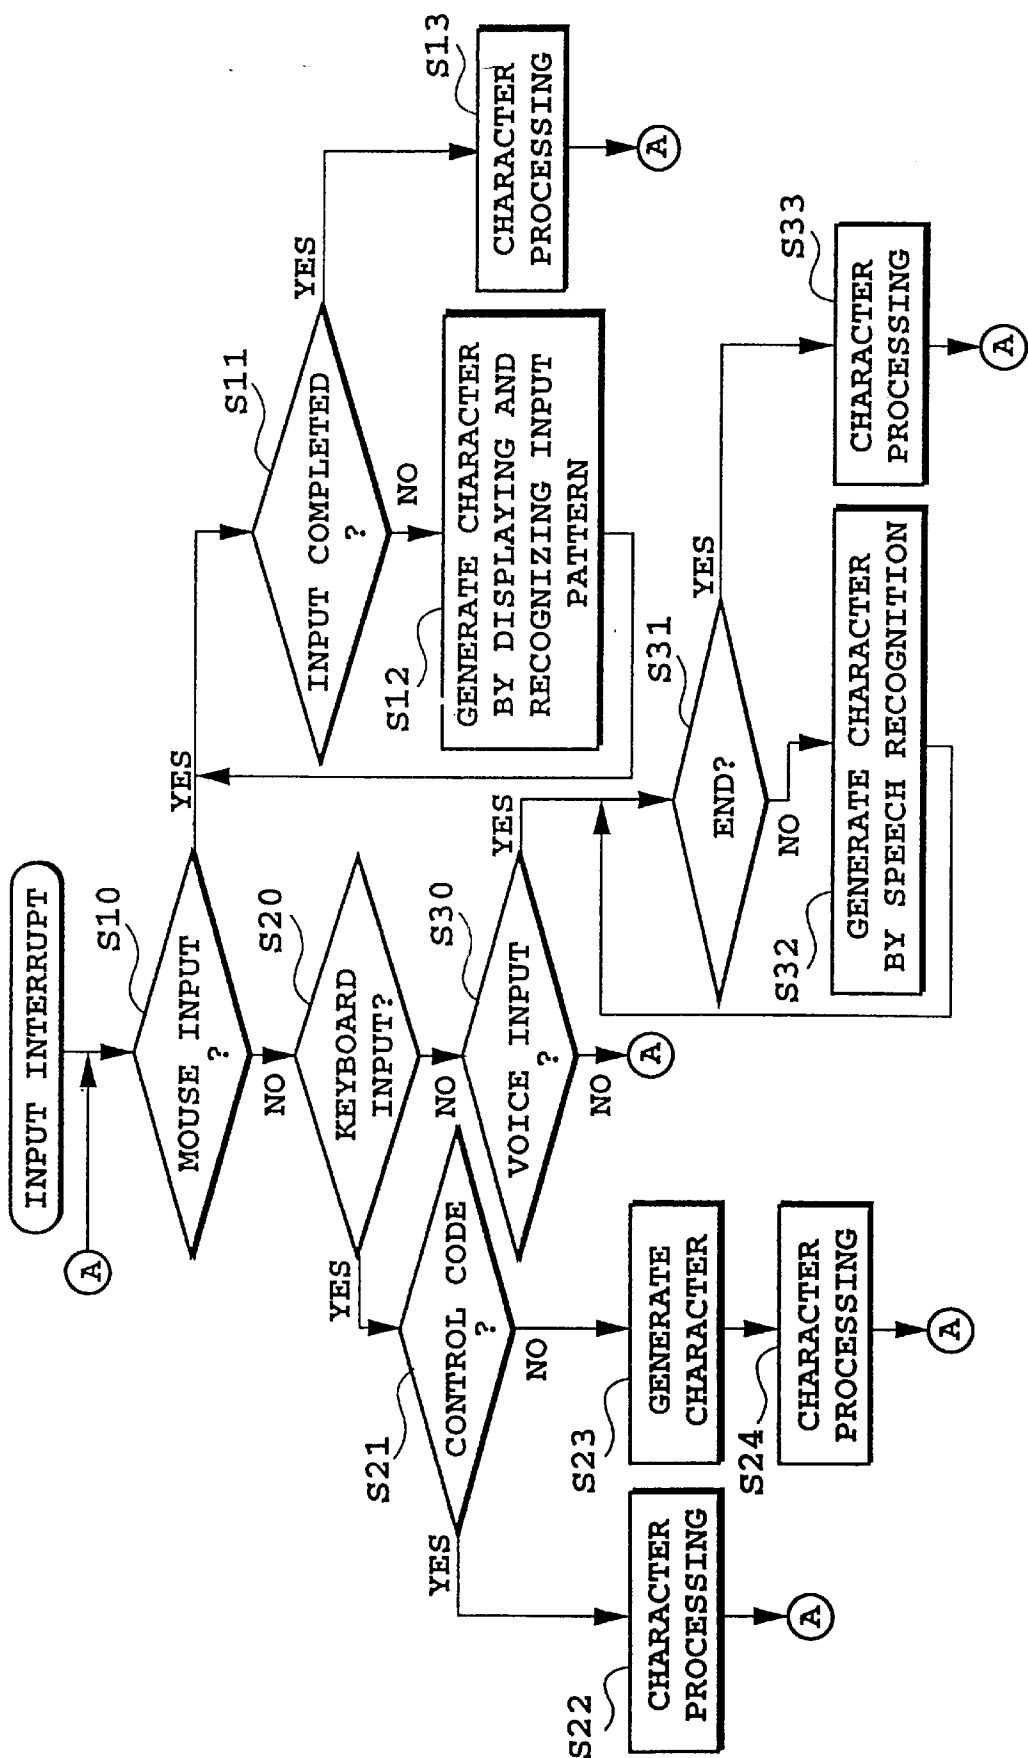 INPUT INTERRUPT
A
S10
MOUSE INPUT
?
YES
NO
S11
INPUT COMPLETED
?
YES
NO
S12
GENERATE CHARACTER
BY DISPLAYING AND
RECOGNIZING INPUT
PATTERN
S13
CHARACTER
PROCESSING
A
S20
KEYBOARD
INPUT?
YES
NO
S21
CONTROL CODE
?
YES
NO
S22
CHARACTER
PROCESSING
A
S23
GENERATE
CHARACTER
S24
CHARACTER
PROCESSING
A
S30
VOICE INPUT
?
YES
NO
A
S31
END?
YES
NO
S32
GENERATE CHARACTER
BY SPEECH RECOGNITION
S33
CHARACTER
PROCESSING
A